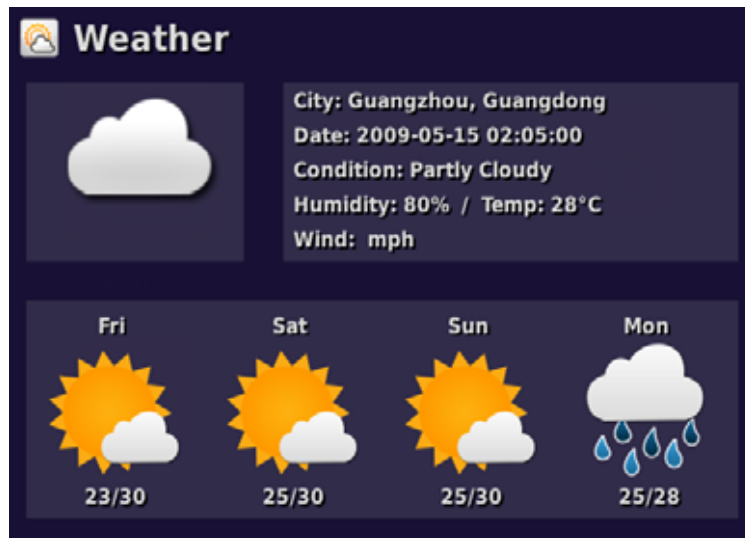 Weather
City: Guangzhou, Guangdong
Date: 2009-05-15 02:05:00
Condition: Partly Cloudy
Humidity: 80% / Temp: 28°C
Wind: mph
Fri Sat Sun Mon
23/30 25/30 25/30 25/28